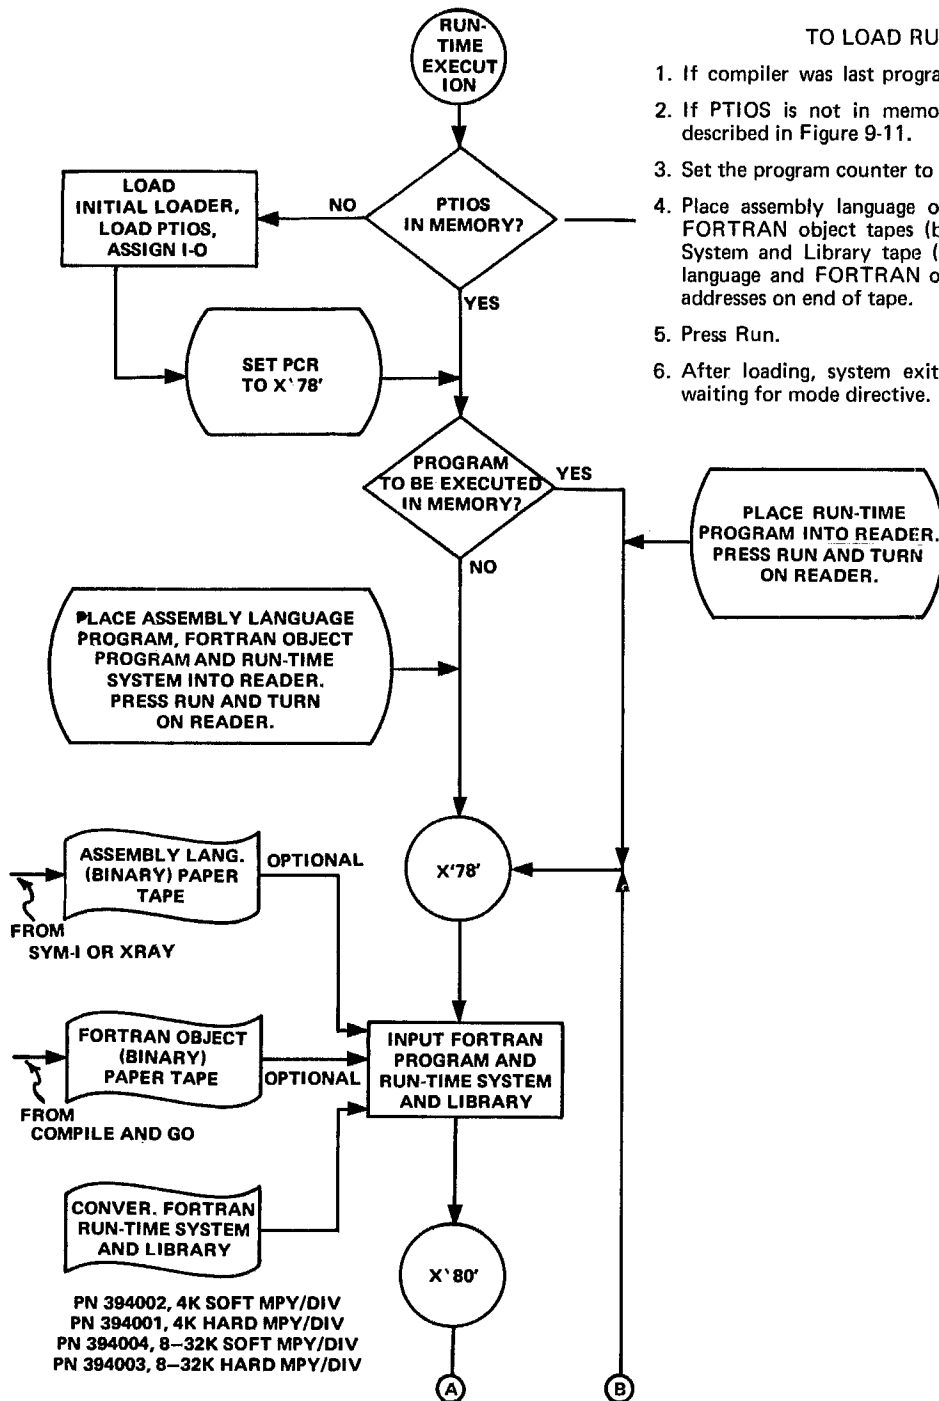 RUN-
TIME
EXECUT
ION
TO LOAD RU
1. If compiler was last progra
2. If PTIOS is not in memo
described in Figure 9-11.
3. Set the program counter to
4. Place assembly language o
FORTRAN object tapes (b
System and Library tape (
language and FORTRAN o
addresses on end of tape.
5. Press Run.
6. After loading, system exit
waiting for mode directive.
LOAD
INITIAL LOADER,
LOAD PTIOS,
ASSIGN I-O
NO
PTIOS
IN MEMORY?
YES
SET PCR
TO X‵78′
PROGRAM
TO BE EXECUTED
IN MEMORY?
YES
NO
PLACE RUN-TIME
PROGRAM INTO READER.
PRESS RUN AND TURN
ON READER.
PLACE ASSEMBLY LANGUAGE
PROGRAM, FORTRAN OBJECT
PROGRAM AND RUN-TIME
SYSTEM INTO READER.
PRESS RUN AND TURN
ON READER.
X'78'
ASSEMBLY LANG.
(BINARY) PAPER
TAPE
OPTIONAL
FROM
SYM-I OR XRAY
FORTRAN OBJECT
(BINARY)
PAPER TAPE
OPTIONAL
FROM
COMPILE AND GO
INPUT FORTRAN
PROGRAM AND
RUN-TIME SYSTEM
AND LIBRARY
CONVER. FORTRAN
RUN-TIME SYSTEM
AND LIBRARY
X‵80'
PN 394002, 4K SOFT MPY/DIV
PN 394001, 4K HARD MPY/DIV
PN 394004, 8–32K SOFT MPY/DIV
PN 394003, 8–32K HARD MPY/DIV
A
B